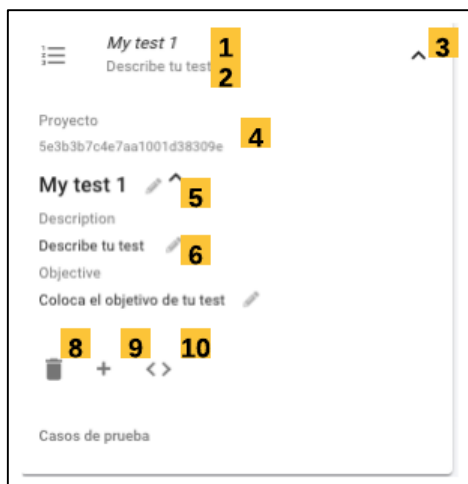 My test 1 1
Describe tu test 2
3
Proyecto
5e3b3b7c4e7aa1001d38309e 4
My test 1 5
Description
Describe tu test 6
Objective
Coloca el objetivo de tu test
8 9 10
+ <>
Casos de prueba